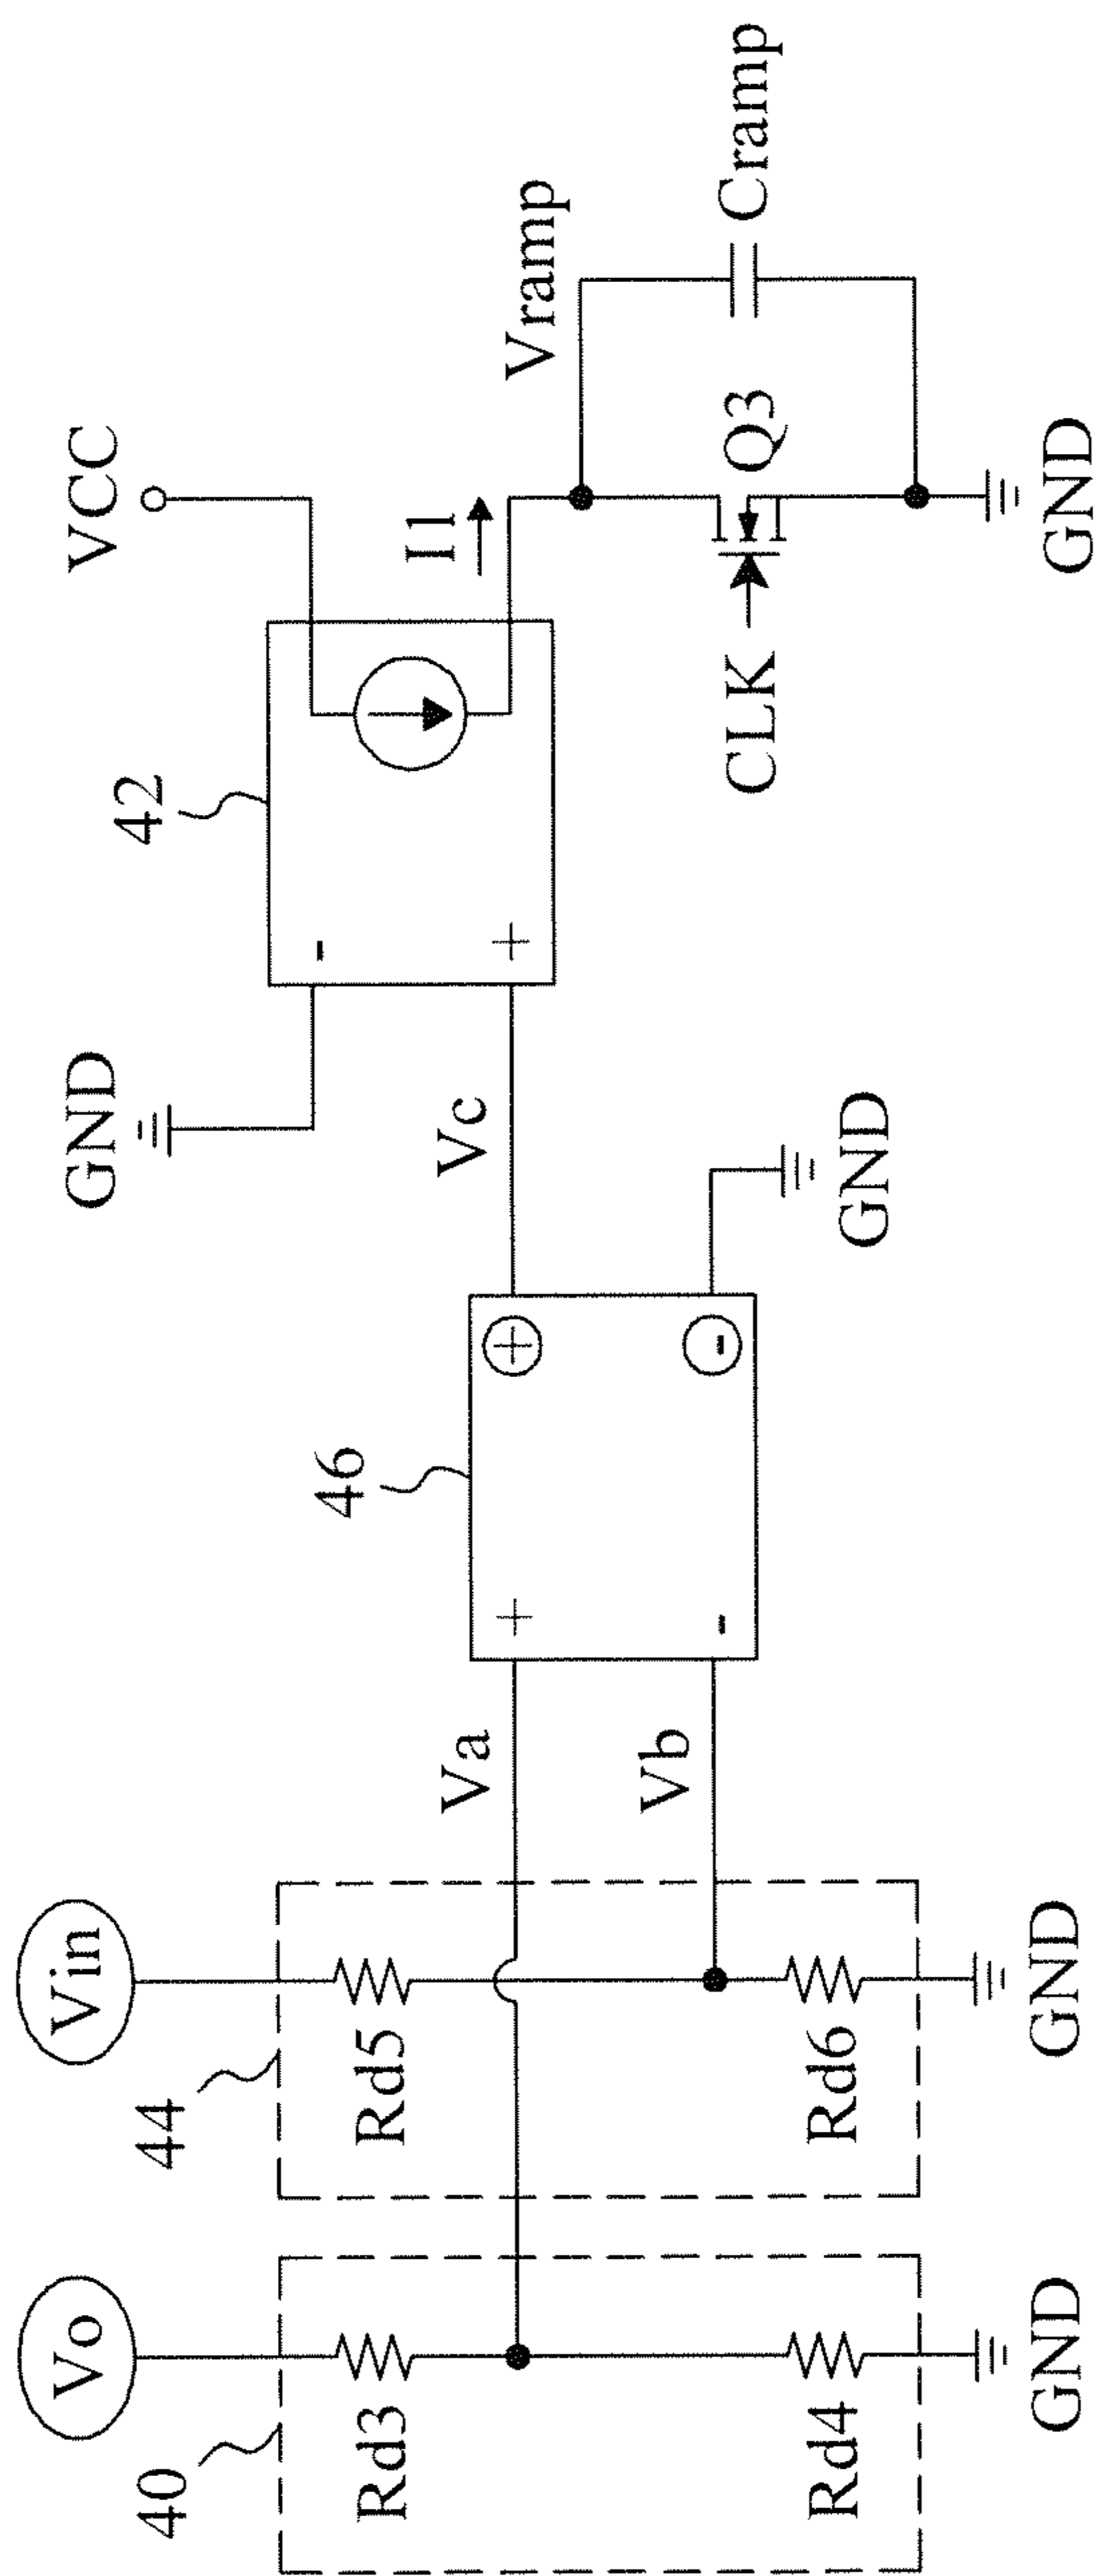 Vo
Vin
40
44
Rd3
Rd5
Rd4
Rd6
GND
GND
Va
Vb
46
+
-
+
-
Vc
GND
GND
42
-
+
VCC
I1
Vramp
CLK
Q3
Cramp
GND